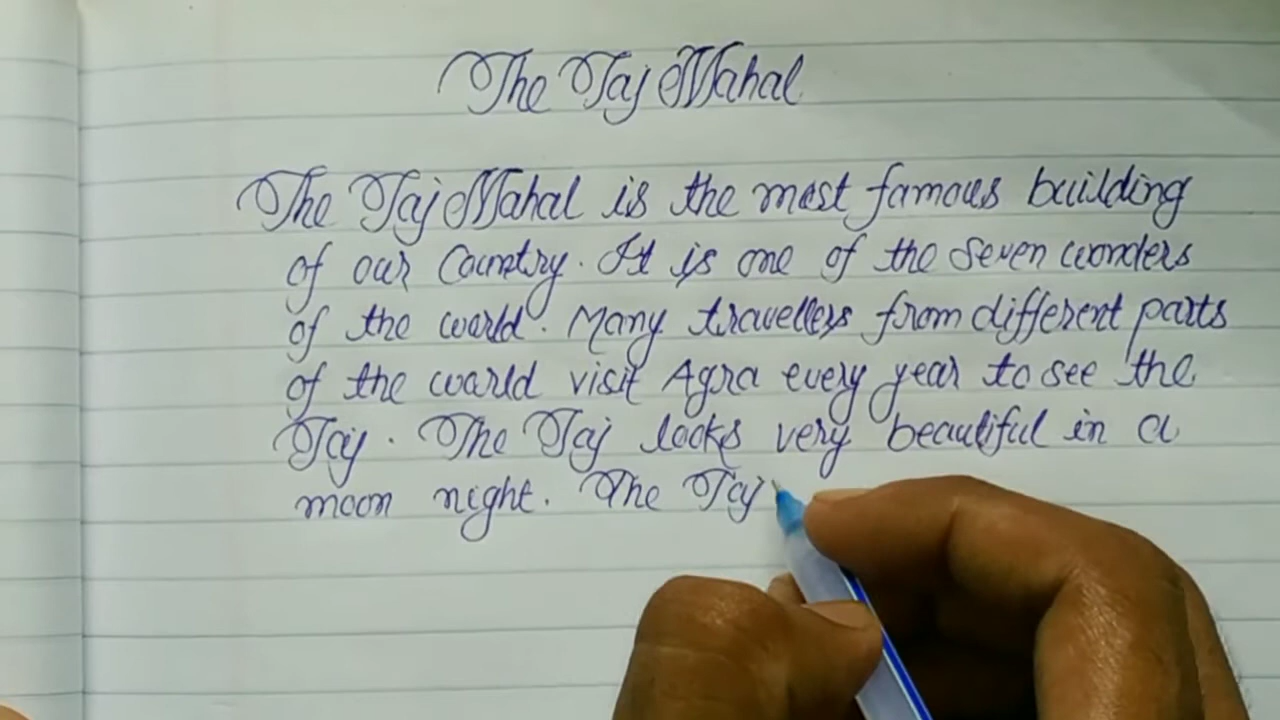 The Taj Mahal
The Taj Mahal is the most famous building
of our Country. It is one of the seven wonders
of the world. Many travellers from different parts
of the world visit Agra every year to see the
Taj. The Taj looks very beautiful in a
moon night. The Taj